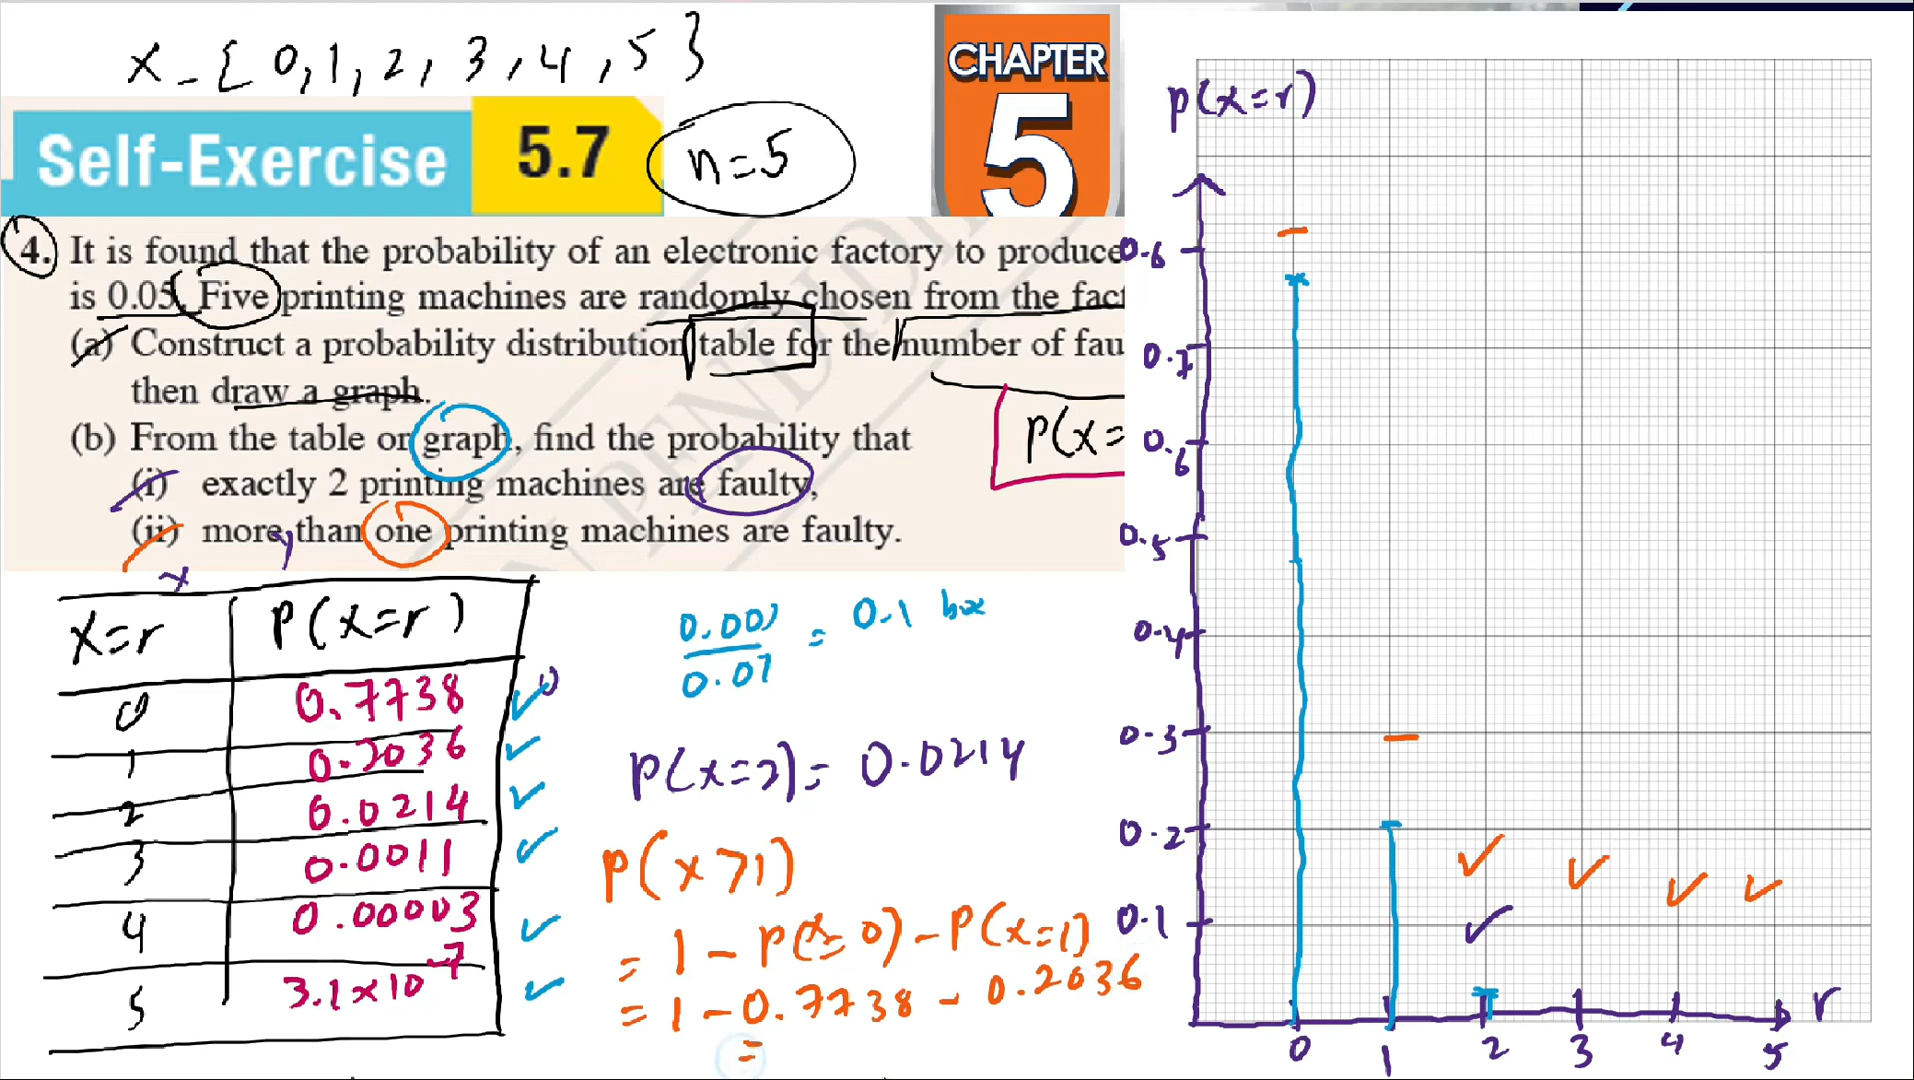 x - { 0, 1, 2, 3, 4, 5 }
Self-Exercise 5.7
n=5
CHAPTER
5
4. It is found that the probability of an electronic factory to produce
is 0.05. Five printing machines are randomly chosen from the fact
(a) Construct a probability distribution table for the number of fau
then draw a graph.
(b) From the table or graph, find the probability that
(i) exactly 2 printing machines are faulty,
(ii) more than one printing machines are faulty.
P(x=
x
y
X=r P(x=r)
0 0.7738
1 0.2036
2 0.0214
3 0.0011
4 0.00003
5 3.1x10^-7
0.001/0.01 = 0.1 box
P(x=2) = 0.0214
P(x>1)
= 1 - P(x=0) - P(x=1)
= 1 - 0.7738 - 0.2036
=
P(x=r)
0.6
0.7
0.6
0.5
0.4
0.3
0.2
0.1
0 1 2 3 4 5 r